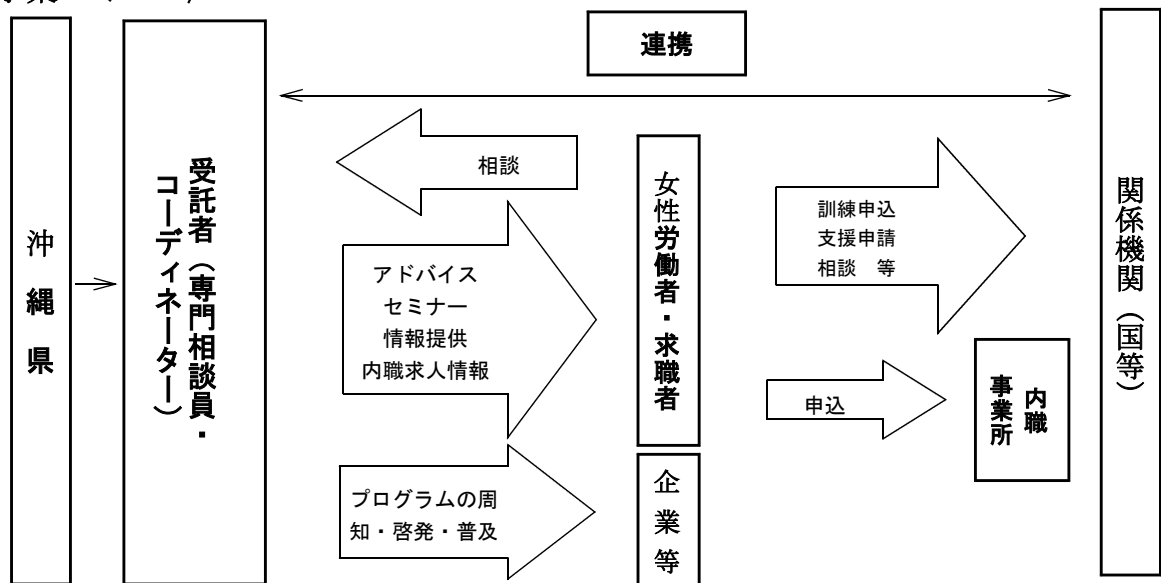 連携
沖縄県
受託者（専門相談員・
コーディネーター）
相談
アドバイス
セミナー
情報提供
内職求人情報
プログラムの周
知・啓発・普及
女性労働者・求職者
企業等
訓練申込
支援申請
相談　等
申込
内職
事業所
関係機関（国等）